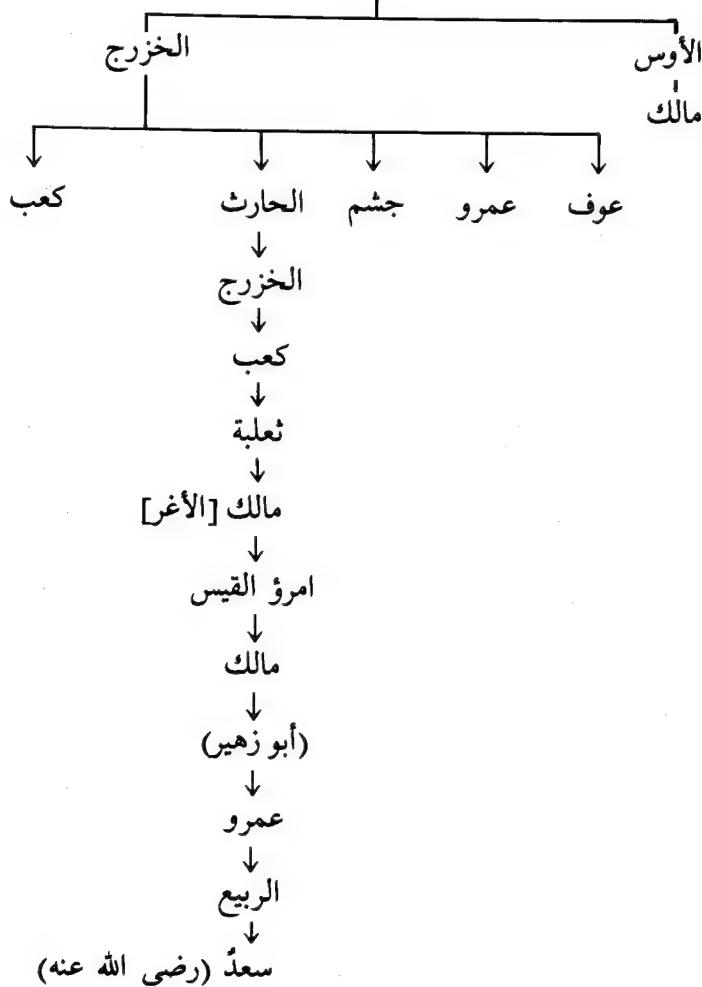 الأوس الخزرج
مالك
عوف عمرو جشم الحارث كعب
الخزرج
كعب
ثعلبة
مالك [الأغر]
امرؤ القيس
مالك
(أبو زهير)
عمرو
الربيع
سعدٌ (رضى الله عنه)